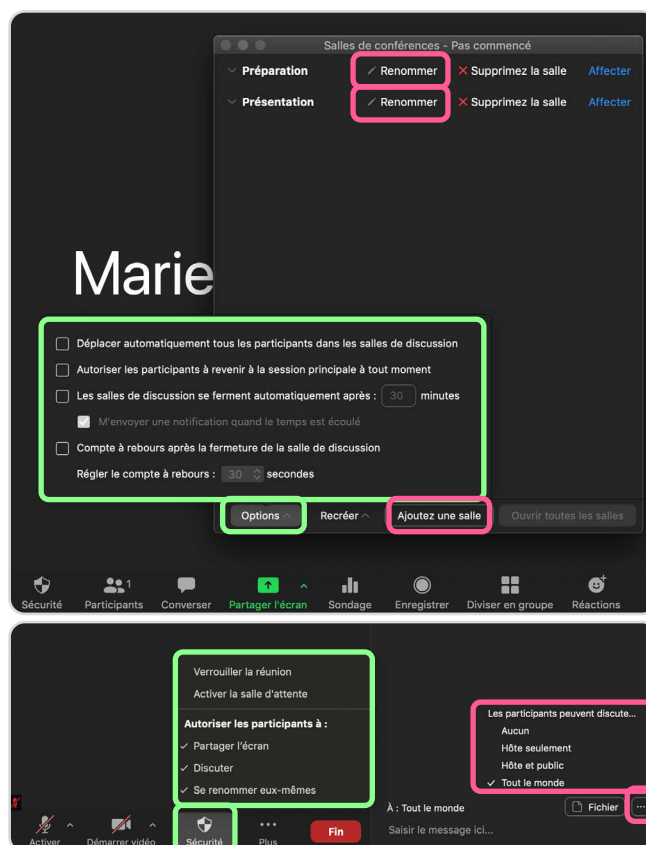 Salles de conférences - Pas commencé
Préparation Renommer Supprimez la salle Affecter
Présentation Renommer Supprimez la salle Affecter
Marie
Déplacer automatiquement tous les participants dans les salles de discussion
Autoriser les participants à revenir à la session principale à tout moment
Les salles de discussion se ferment automatiquement après : 30 minutes
M'envoyer une notification quand le temps est écoulé
Compte à rebours après la fermeture de la salle de discussion
Régler le compte à rebours : 30 secondes
Options Recréer Ajoutez une salle Ouvrir toutes les salles
1
Sécurité Participants Converser Partager l'écran Sondage Enregistrer Diviser en groupe Réactions
Verrouiller la réunion
Activer la salle d'attente
Autoriser les participants à :
Partager l'écran
Discuter
Se renommer eux-mêmes
Activer Démarrer vidéo Sécurité Plus Fin
Les participants peuvent discute...
Aucun
Hôte seulement
Hôte et public
Tout le monde
À : Tout le monde Fichier ...
Saisir le message ici...